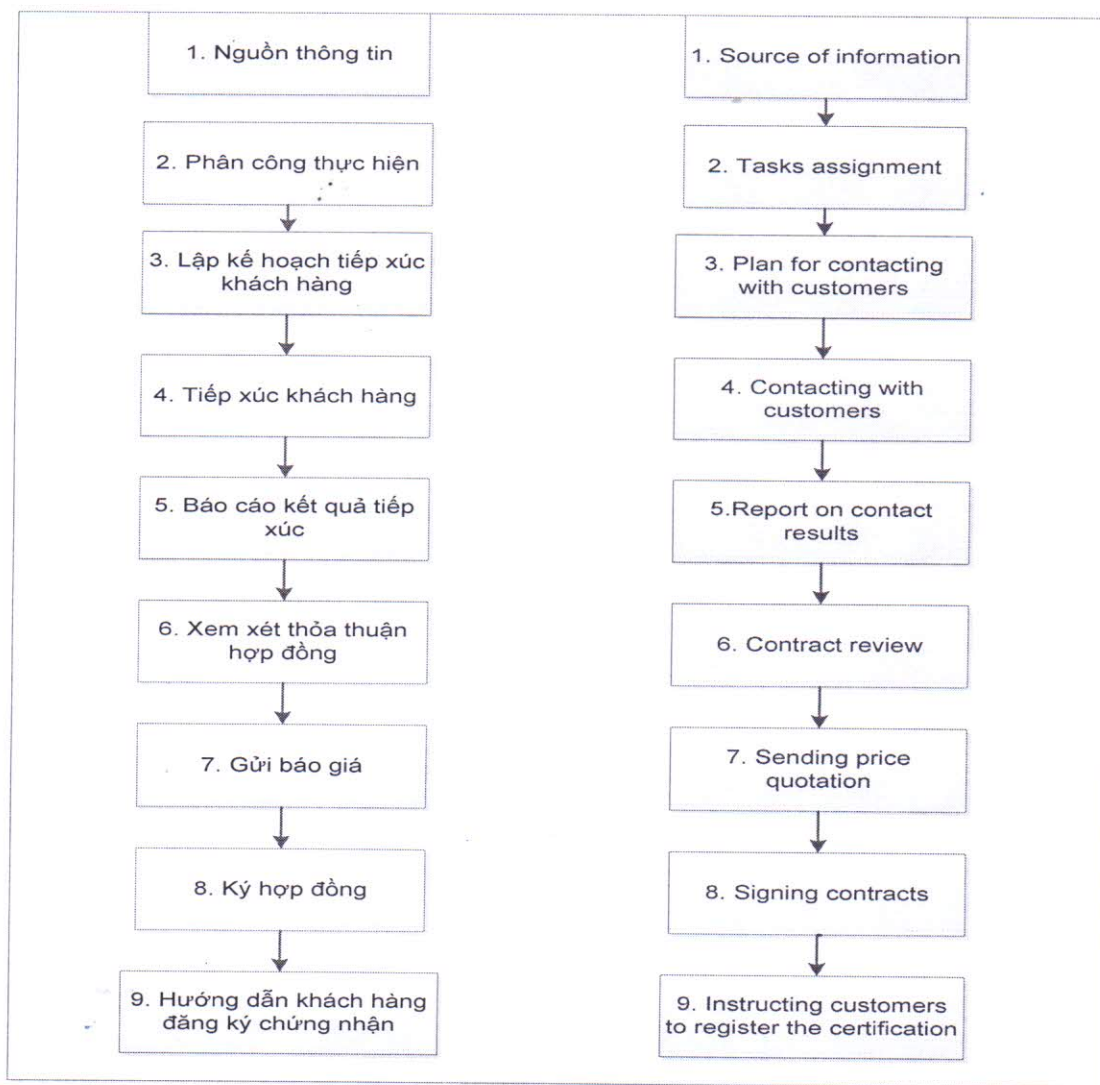 1. Nguồn thông tin
2. Phân công thực hiện
3. Lập kế hoạch tiếp xúc
khách hàng
4. Tiếp xúc khách hàng
5. Báo cáo kết quả tiếp
xúc
6. Xem xét thỏa thuận
hợp đồng
7. Gửi báo giá
8. Ký hợp đồng
9. Hướng dẫn khách hàng
đăng ký chứng nhận
1. Source of information
2. Tasks assignment
3. Plan for contacting
with customers
4. Contacting with
customers
5.Report on contact
results
6. Contract review
7. Sending price
quotation
8. Signing contracts
9. Instructing customers
to register the certification